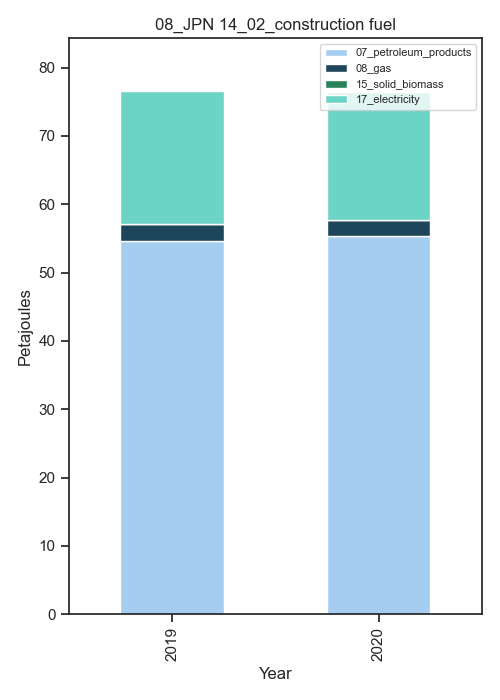 08_JPN 14_02_construction fuel
07_petroleum_products
08_gas
15_solid_biomass
17_electricity
80
70
60
50
40
30
20
10
0
Petajoules
2019
2020
Year